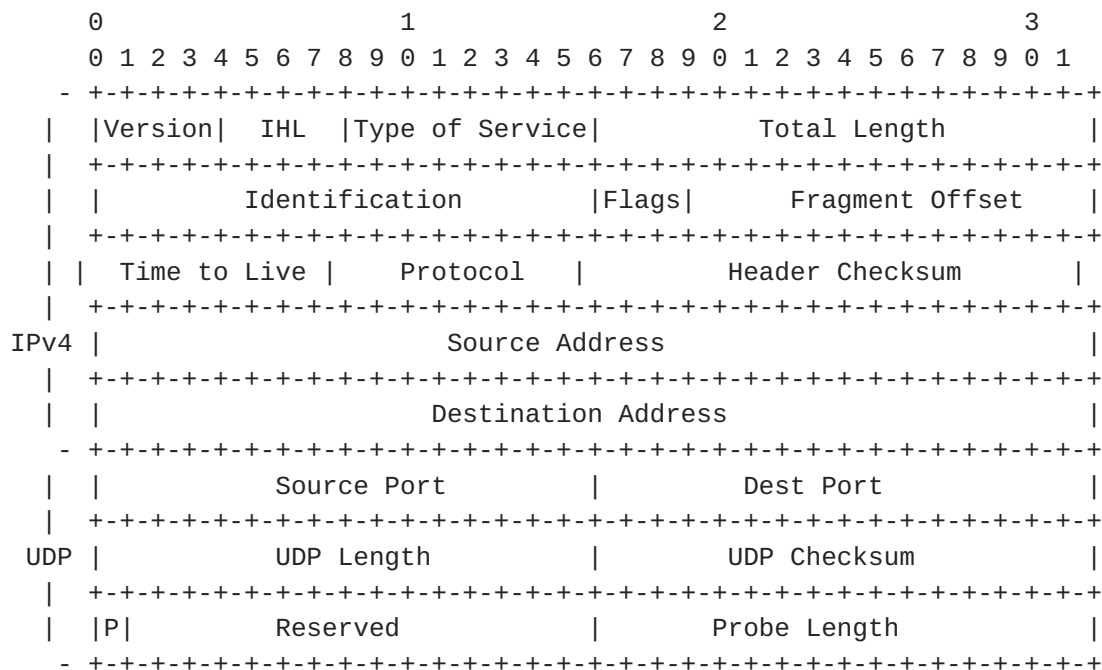 0                   1                   2                   3
0 1 2 3 4 5 6 7 8 9 0 1 2 3 4 5 6 7 8 9 0 1 2 3 4 5 6 7 8 9 0 1
- +-+-+-+-+-+-+-+-+-+-+-+-+-+-+-+-+-+-+-+-+-+-+-+-+-+-+-+-+-+-+-+-+
| |Version| IHL |Type of Service| Total Length |
| +-+-+-+-+-+-+-+-+-+-+-+-+-+-+-+-+-+-+-+-+-+-+-+-+-+-+-+-+-+-+-+-+
| | Identification |Flags| Fragment Offset |
| +-+-+-+-+-+-+-+-+-+-+-+-+-+-+-+-+-+-+-+-+-+-+-+-+-+-+-+-+-+-+-+-+
| | Time to Live | Protocol | Header Checksum |
| +-+-+-+-+-+-+-+-+-+-+-+-+-+-+-+-+-+-+-+-+-+-+-+-+-+-+-+-+-+-+-+-+
IPv4 | Source Address |
| +-+-+-+-+-+-+-+-+-+-+-+-+-+-+-+-+-+-+-+-+-+-+-+-+-+-+-+-+-+-+-+-+
| | Destination Address |
- +-+-+-+-+-+-+-+-+-+-+-+-+-+-+-+-+-+-+-+-+-+-+-+-+-+-+-+-+-+-+-+-+
| | Source Port | Dest Port |
| +-+-+-+-+-+-+-+-+-+-+-+-+-+-+-+-+-+-+-+-+-+-+-+-+-+-+-+-+-+-+-+-+
UDP | UDP Length | UDP Checksum |
| +-+-+-+-+-+-+-+-+-+-+-+-+-+-+-+-+-+-+-+-+-+-+-+-+-+-+-+-+-+-+-+-+
| |P| Reserved | Probe Length |
- +-+-+-+-+-+-+-+-+-+-+-+-+-+-+-+-+-+-+-+-+-+-+-+-+-+-+-+-+-+-+-+-+